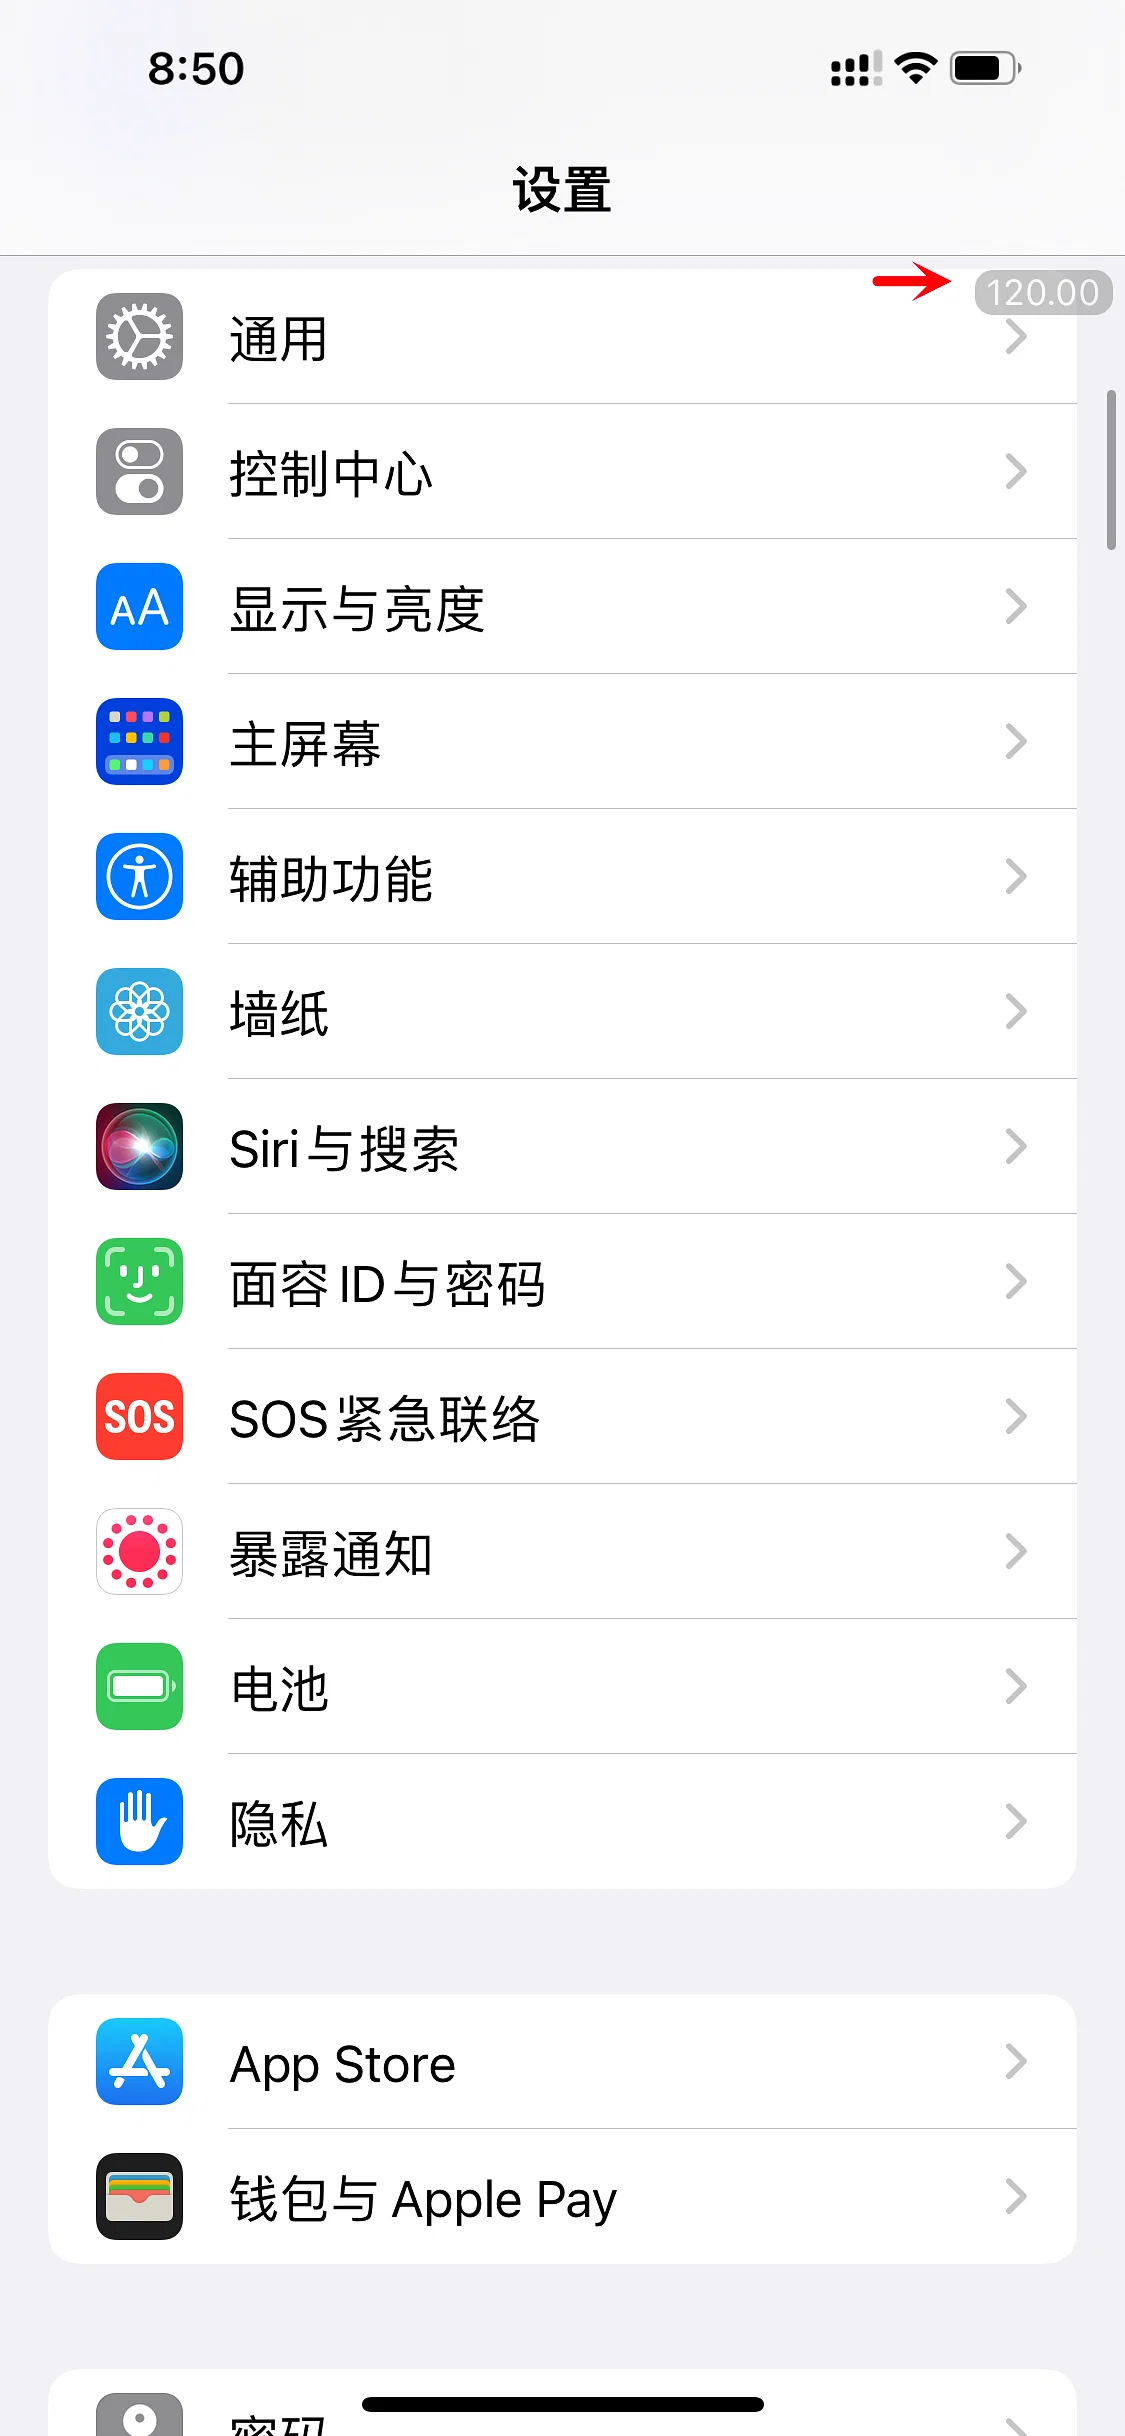 8:50
设置
120.00
通用
控制中心
AA
显示与亮度
主屏幕
辅助功能
墙纸
Siri与搜索
面容ID与密码
SOS
SOS紧急联络
暴露通知
电池
隐私
App Store
钱包与 Apple Pay
密码